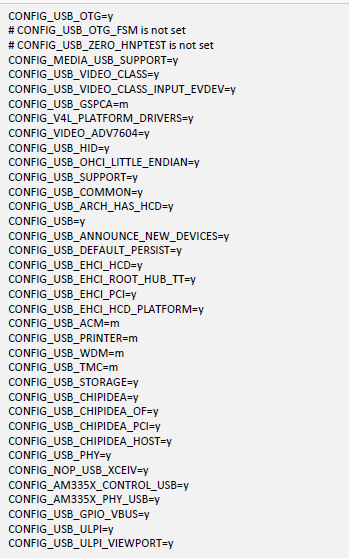 CONFIG_USB_OTG=y
# CONFIG_USB_OTG_FSM is not set
# CONFIG_USB_ZERO_HNPTEST is not set
CONFIG_MEDIA_USB_SUPPORT=y
CONFIG_USB_VIDEO_CLASS=y
CONFIG_USB_VIDEO_CLASS_INPUT_EVDEV=y
CONFIG_USB_GSPCA=m
CONFIG_V4L_PLATFORM_DRIVERS=y
CONFIG_VIDEO_ADV7604=y
CONFIG_USB_HID=y
CONFIG_USB_OHCI_LITTLE_ENDIAN=y
CONFIG_USB_SUPPORT=y
CONFIG_USB_COMMON=y
CONFIG_USB_ARCH_HAS_HCD=y
CONFIG_USB=y
CONFIG_USB_ANNOUNCE_NEW_DEVICES=y
CONFIG_USB_DEFAULT_PERSIST=y
CONFIG_USB_EHCI_HCD=y
CONFIG_USB_EHCI_ROOT_HUB_TT=y
CONFIG_USB_EHCI_PCI=y
CONFIG_USB_EHCI_HCD_PLATFORM=y
CONFIG_USB_ACM=m
CONFIG_USB_PRINTER=m
CONFIG_USB_WDM=m
CONFIG_USB_TMC=m
CONFIG_USB_STORAGE=y
CONFIG_USB_CHIPIDEA=y
CONFIG_USB_CHIPIDEA_OF=y
CONFIG_USB_CHIPIDEA_PCI=y
CONFIG_USB_CHIPIDEA_HOST=y
CONFIG_USB_PHY=y
CONFIG_NOP_USB_XCEIV=y
CONFIG_AM335X_CONTROL_USB=y
CONFIG_AM335X_PHY_USB=y
CONFIG_USB_GPIO_VBUS=y
CONFIG_USB_ULPI=y
CONFIG_USB_ULPI_VIEWPORT=y